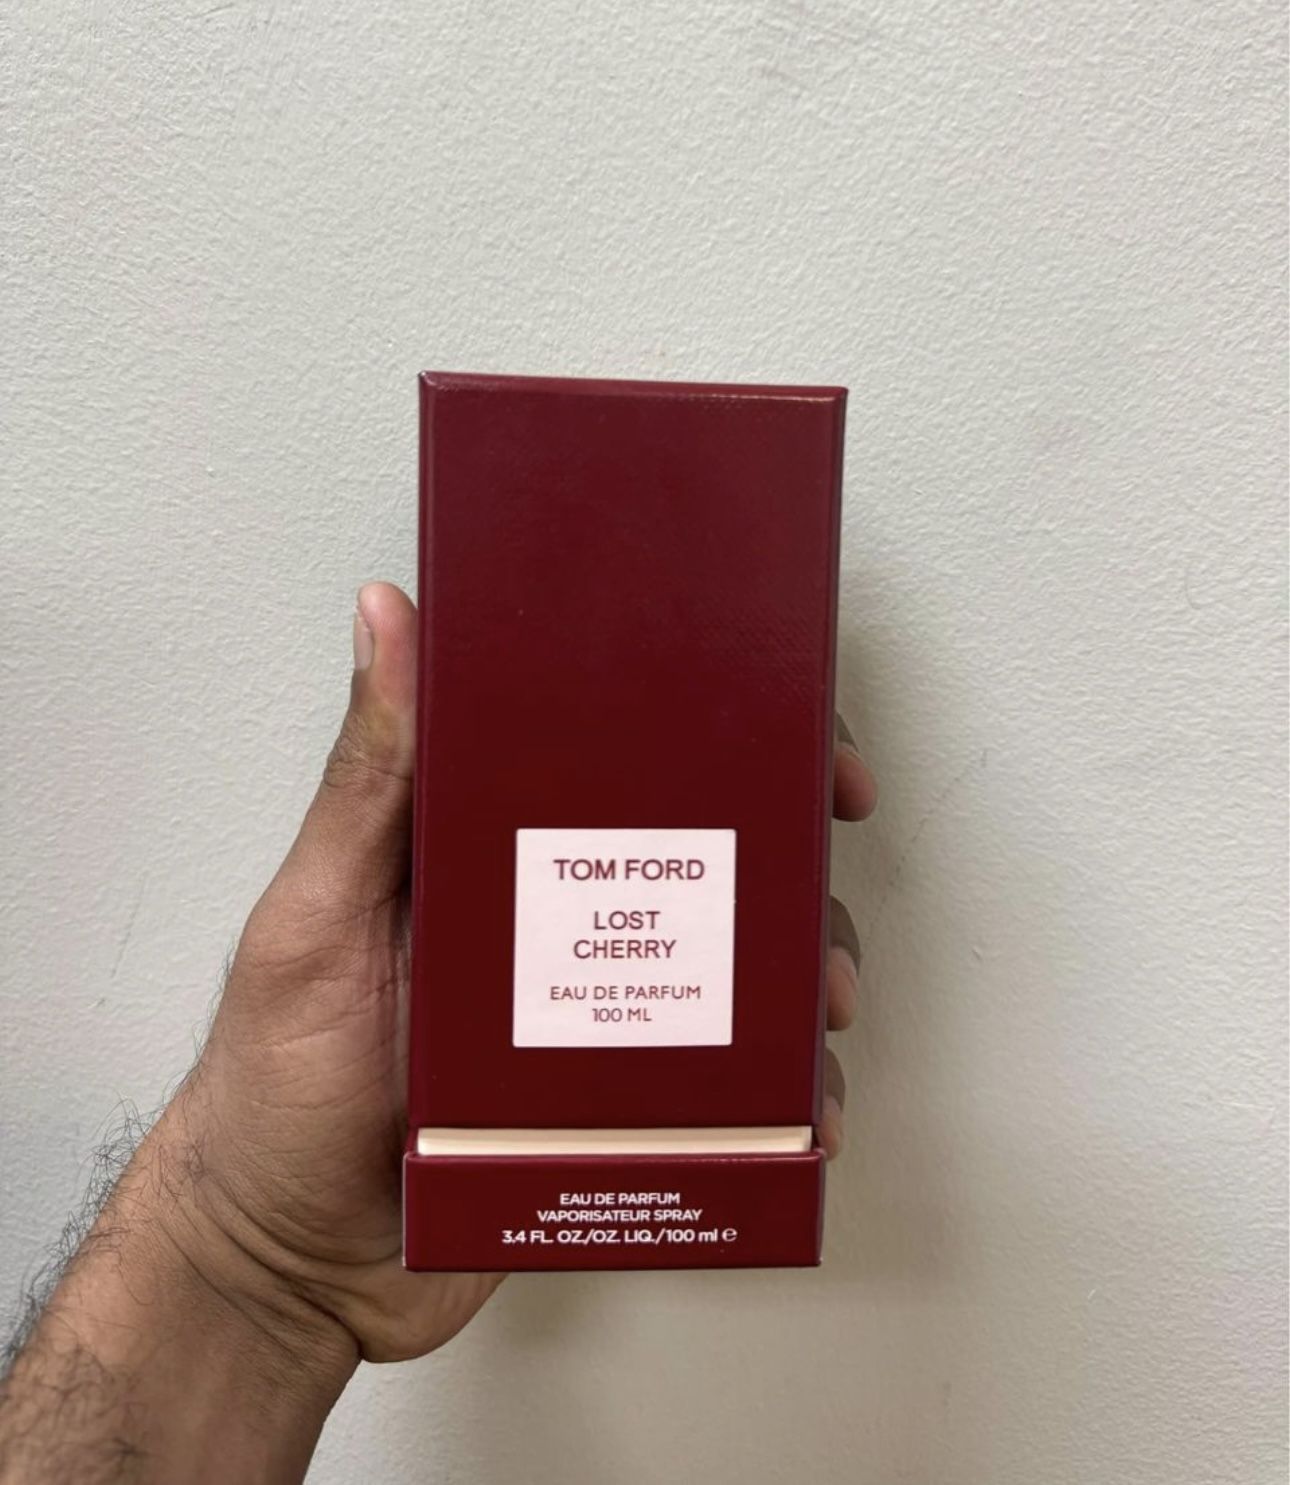 TOM FORD
LOST
CHERRY
EAU DE PARFUM
100 ML
EAU DE PARFUM
VAPORISATEUR SPRAY
3.4 FL. OZ./OZ. LIQ./100 ml ℮